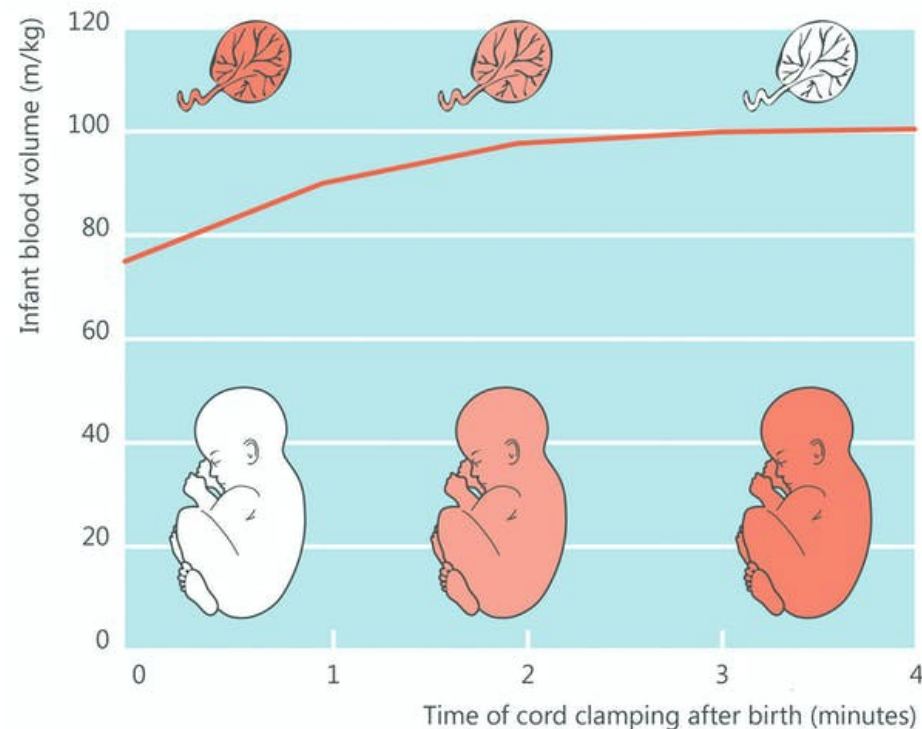 Infant blood volume (m/kg)
120
100
80
60
40
20
0
0 1 2 3 4
Time of cord clamping after birth (minutes)